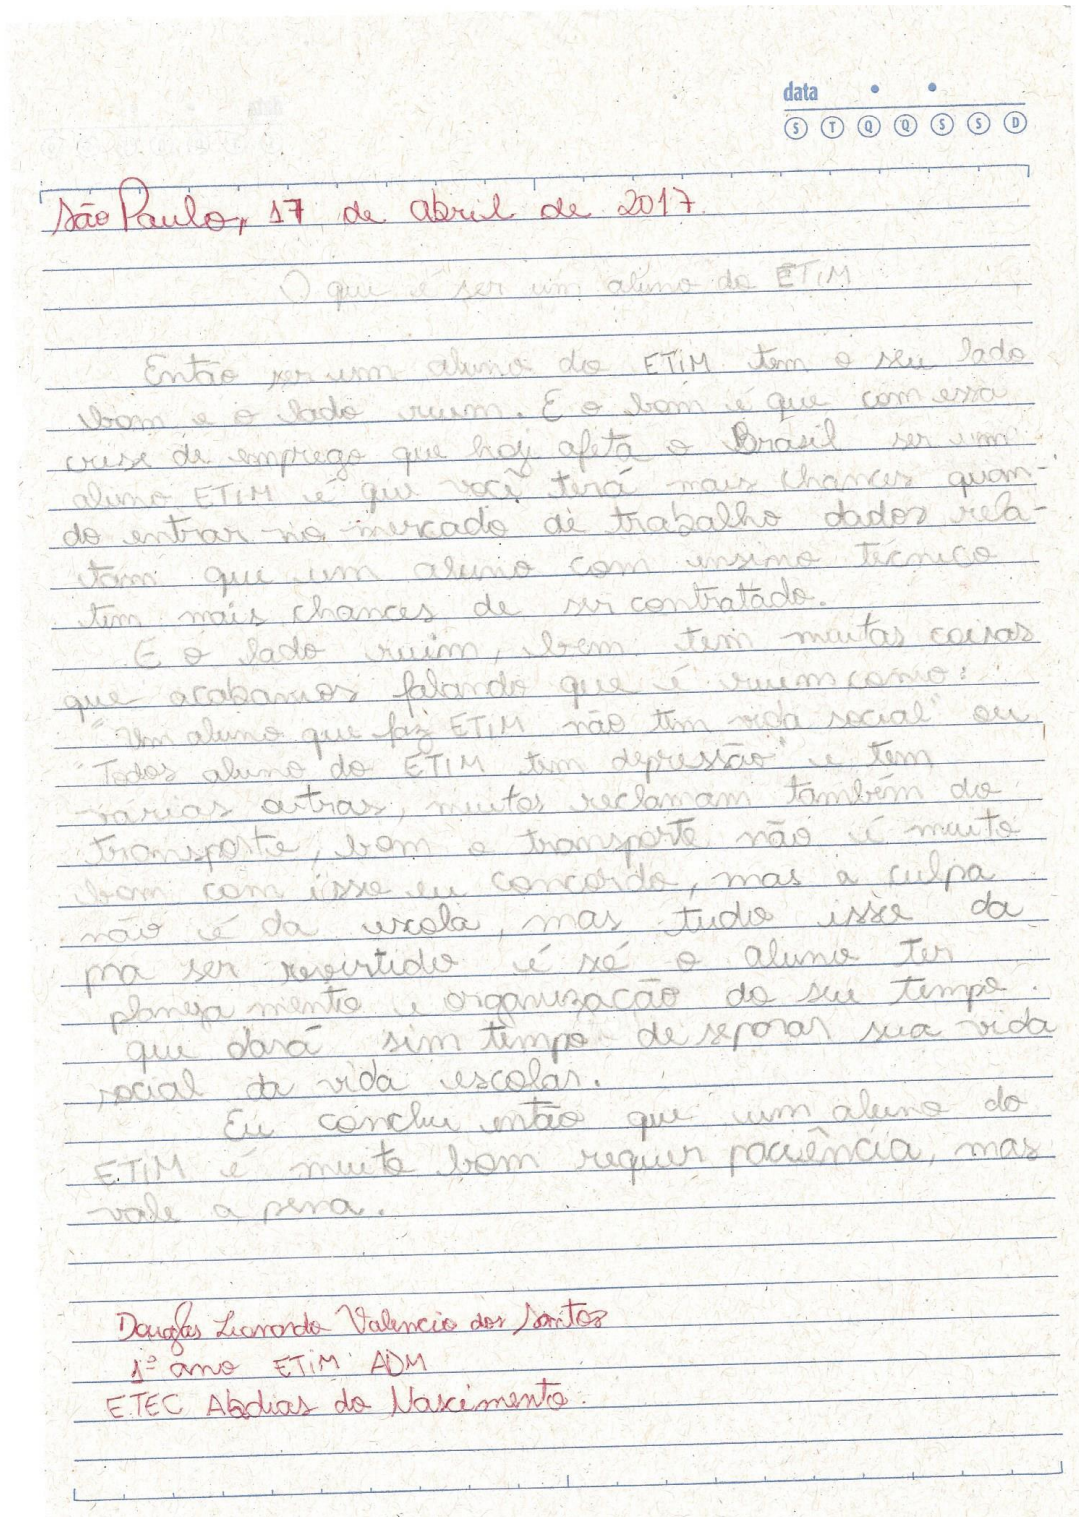 data
S T Q Q S S D
São Paulo, 17 de abril de 2017.
O que é ser um aluno do ETIM
Então ser um aluno do ETIM tem o seu lado
bom e o lado ruim. E o bom é que com essa
crise de emprego que hoje afeta o Brasil ser um
aluno ETIM é que você terá mais chances quan-
do entrar no mercado de trabalho dados rela-
tam que um aluno com ensino técnico
tem mais chances de ser contratado.
E o lado ruim, bem tem muitas coisas
que acabamos falando que é ruim como:
"Um aluno que faz ETIM não tem vida social" ou
"Todos aluno do ETIM tem depressão" e tem
várias outras, muitos reclamam também do
transporte, bom o transporte não é muito
bom com isso eu concordo, mas a culpa
não é da escola, mas tudo isso da
pra ser revertido é só o aluno ter
planeja mento e organização do seu tempo.
que dará sim tempo de separar sua vida
social da vida escolar.
Eu conclui então que um aluno do
ETIM é muito bom requer paciência, mas
vale a pena.
Douglas Leonardo Valencio dos Santos
1º ano ETIM ADM
ETEC Abdias do Nascimento.